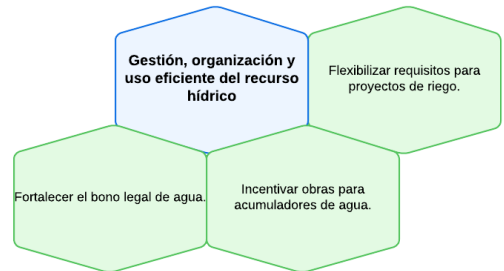 Gestión, organización y
uso eficiente del recurso
hídrico
Flexibilizar requisitos para
proyectos de riego.
Fortalecer el bono legal de agua.
Incentivar obras para
acumuladores de agua.